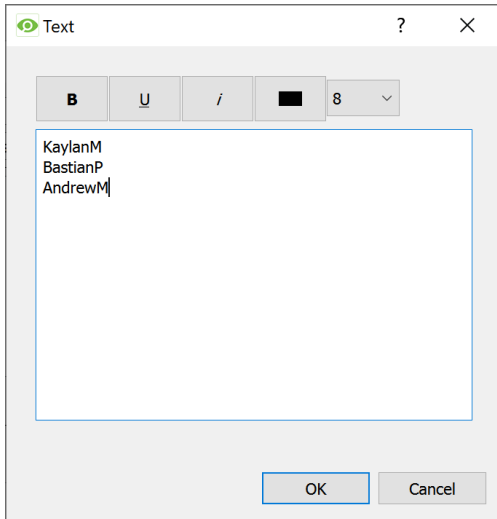 Text ? ×
B U i 8
KaylanM
BastianP
AndrewM
OK Cancel